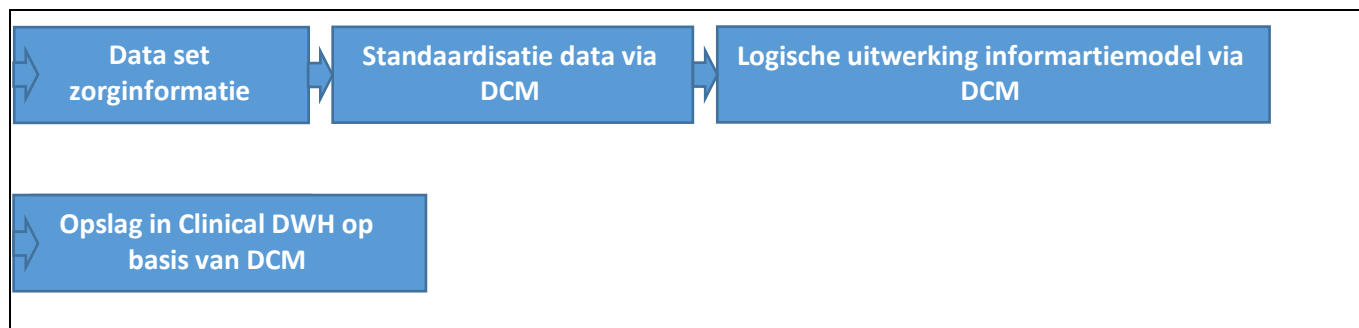 Data set
zorginformatie
Standaardisatie data via
DCM
Logische uitwerking informartiemodel via
DCM
Opslag in Clinical DWH op
basis van DCM